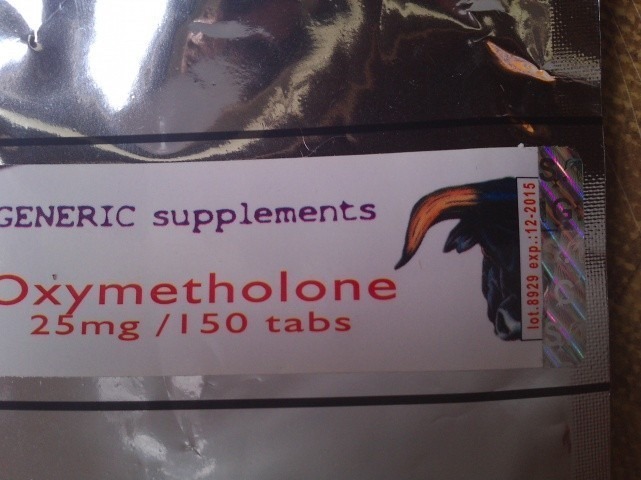 GENERIC supplements
Oxymetholone
25mg /150 tabs
lot.8929 exp.:12-2015